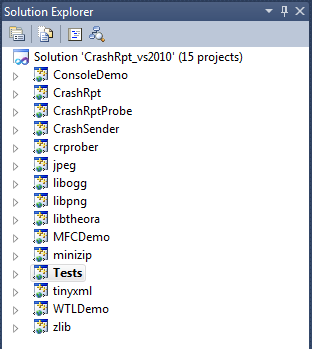 Solution Explorer
Solution 'CrashRpt_vs2010' (15 projects)
ConsoleDemo
CrashRpt
CrashRptProbe
CrashSender
crprober
jpeg
libogg
libpng
libtheora
MFCDemo
minizip
Tests
tinyxml
WTLDemo
zlib